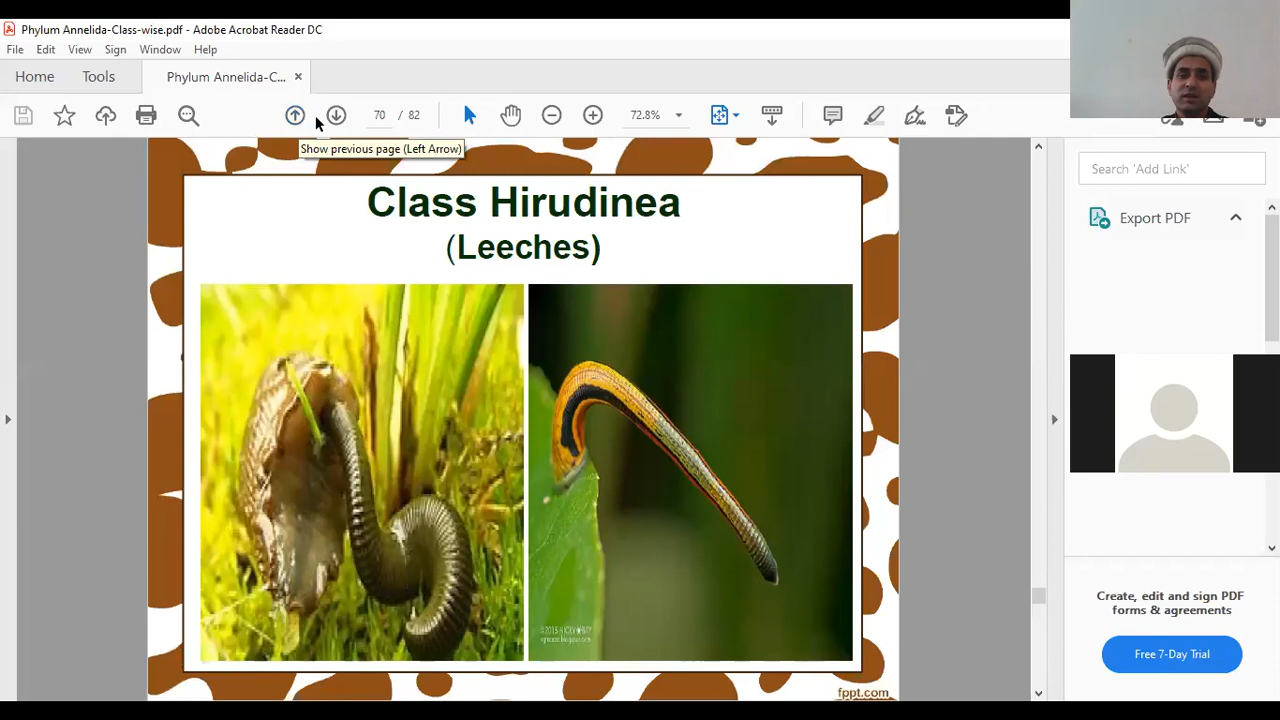 Phylum Annelida-Class-wise.pdf - Adobe Acrobat Reader DC
File Edit View Sign Window Help
Home Tools Phylum Annelida-C... ×
70 / 82 72.8%
Show previous page (Left Arrow)
Search 'Add Link'
Export PDF
Class Hirudinea
(Leeches)
fppt.com
Create, edit and sign PDF
forms & agreements
Free 7-Day Trial